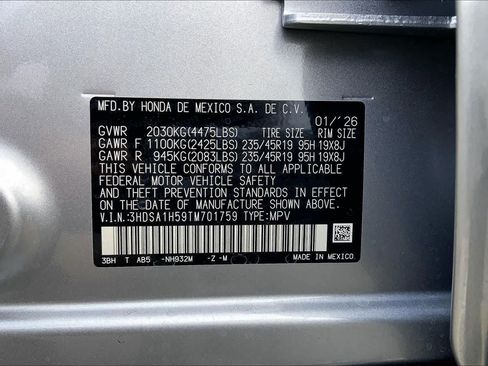 MFD.BY HONDA DE MEXICO S.A. DE C.V.
01/'26
GVWR 2030KG(4475LBS) TIRE SIZE RIM SIZE
GAWR F 1100KG(2425LBS) 235/45R19 95H 19X8J
GAWR R 945KG(2083LBS) 235/45R19 95H 19X8J
THIS VEHICLE CONFORMS TO ALL APPLICABLE
FEDERAL MOTOR VEHICLE SAFETY
AND THEFT PREVENTION STANDARDS IN EFFECT
ON THE DATE OF MANUFACTURE SHOWN ABOVE.
V.I.N:3HDSA1H59TM701759 TYPE:MPV
3BH T AB5 -NH932M -Z -M MADE IN MEXICO